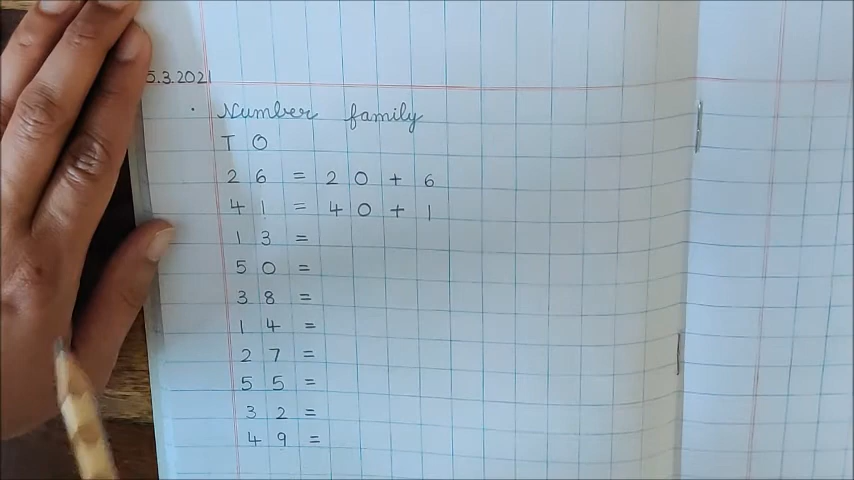 5.3.2021
Number family
T O
2 6 = 2 0 + 6
4 1 = 4 0 + 1
1 3 =
5 0 =
3 8 =
1 4 =
2 7 =
5 5 =
3 2 =
4 9 =